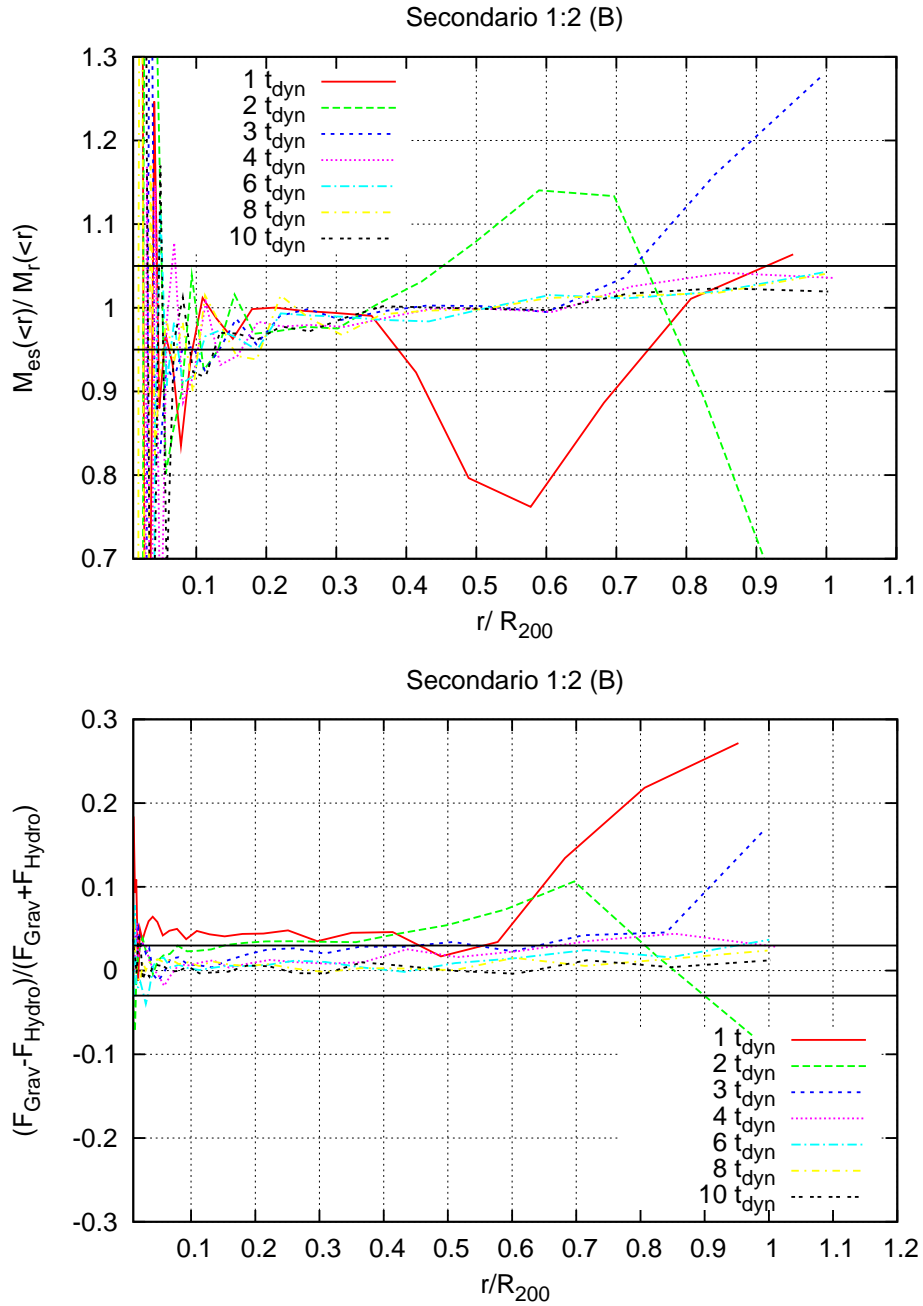 Secondario 1:2 (B)
M_es(<r)/ M_r(<r)
1.3
1.2
1.1
1
0.9
0.8
0.7
1 t_dyn
2 t_dyn
3 t_dyn
4 t_dyn
6 t_dyn
8 t_dyn
10 t_dyn
0.1 0.2 0.3 0.4 0.5 0.6 0.7 0.8 0.9 1 1.1
r/ R_200
Secondario 1:2 (B)
(F_Grav-F_Hydro)/(F_Grav+F_Hydro)
0.3
0.2
0.1
0
-0.1
-0.2
-0.3
1 t_dyn
2 t_dyn
3 t_dyn
4 t_dyn
6 t_dyn
8 t_dyn
10 t_dyn
0.1 0.2 0.3 0.4 0.5 0.6 0.7 0.8 0.9 1 1.1 1.2
r/R_200